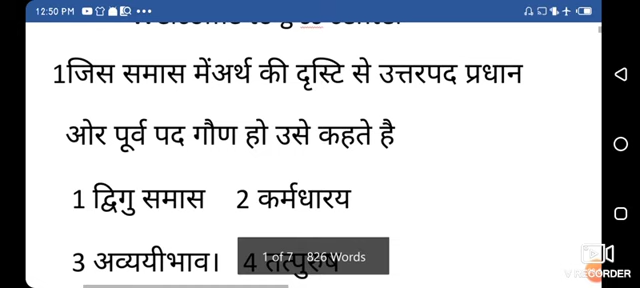 12:50 PM
1जिस समास मेंअर्थ की दृस्टि से उत्तरपद प्रधान
ओर पूर्व पद गौण हो उसे कहते है
1 द्विगु समास 2 कर्मधारय
3 अव्ययीभाव। 4 तत्पुरुष
1 of 7 826 Words
V RECORDER